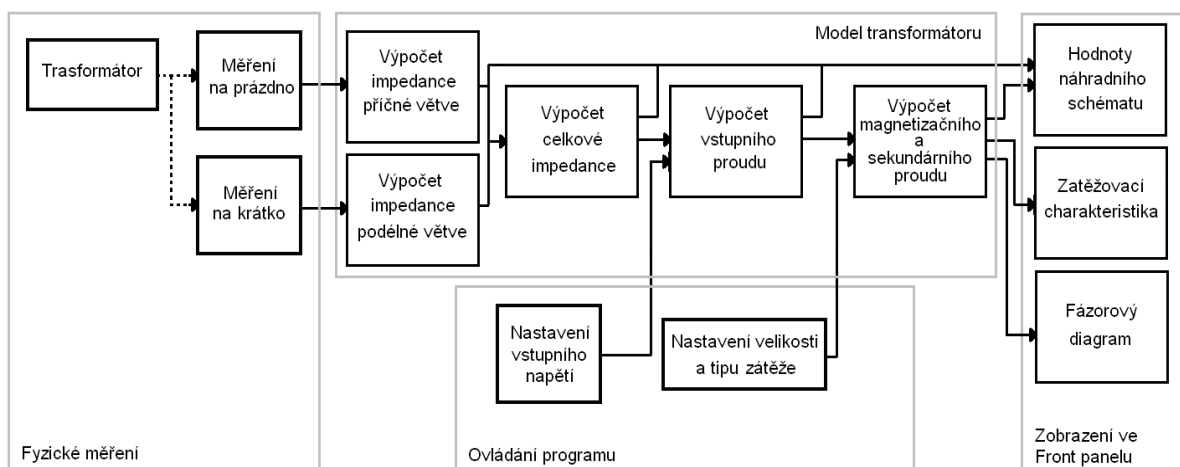 Trasformátor
Měření
na prázdno
Měření
na krátko
Fyzické měření
Model transformátoru
Výpočet
impedance
příčné větve
Výpočet
impedance
podélné větve
Výpočet
celkové
impedance
Výpočet
vstupního
proudu
Výpočet
magnetizačního
a
sekundárního
proudu
Nastavení
vstupního
napětí
Nastavení velikosti
a tipu zátěže
Ovládání programu
Hodnoty
náhradního
schématu
Zatěžovací
charakteristika
Fázorový
diagram
Zobrazení ve
Front panelu